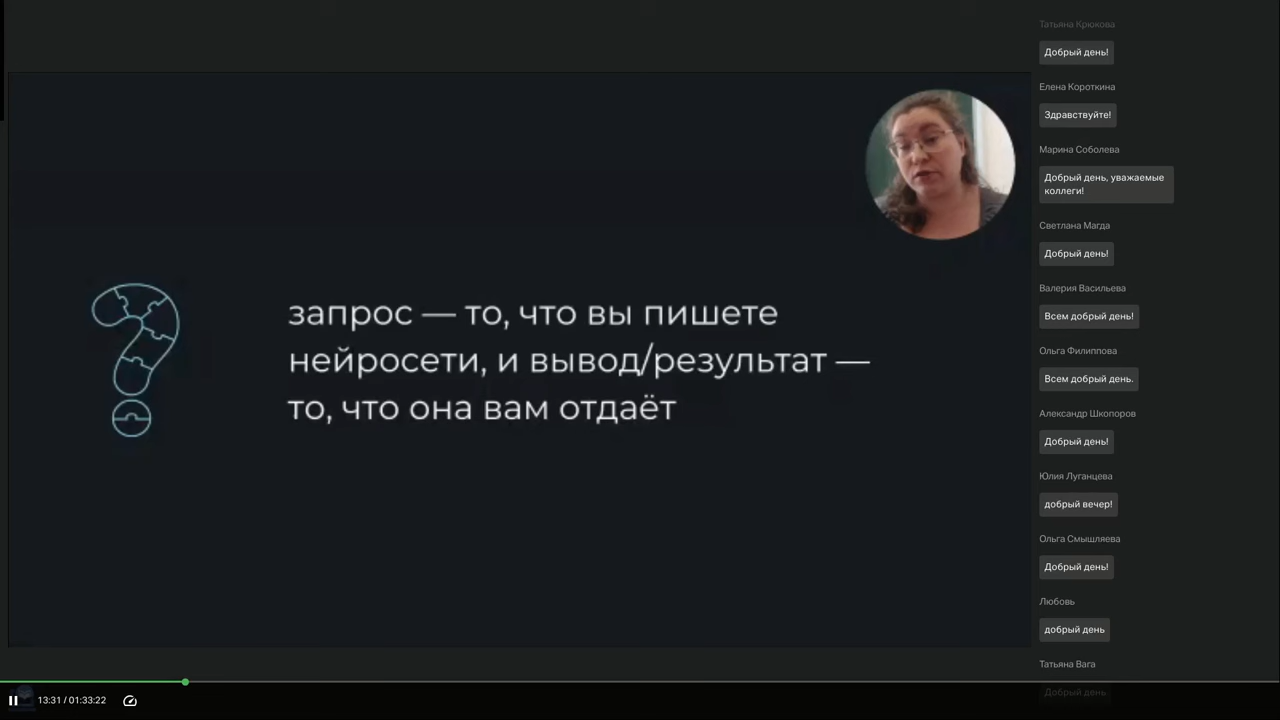 запрос — то, что вы пишете
нейросети, и вывод/результат —
то, что она вам отдаёт
Татьяна Крюкова
Добрый день!
Елена Короткина
Здравствуйте!
Марина Соболева
Добрый день, уважаемые
коллеги!
Светлана Магда
Добрый день!
Валерия Васильева
Всем добрый день!
Ольга Филиппова
Всем добрый день.
Александр Шкопоров
Добрый день!
Юлия Луганцева
добрый вечер!
Ольга Смышляева
Добрый день!
Любовь
добрый день
Татьяна Вага
Добрый день
13:31 / 01:33:22